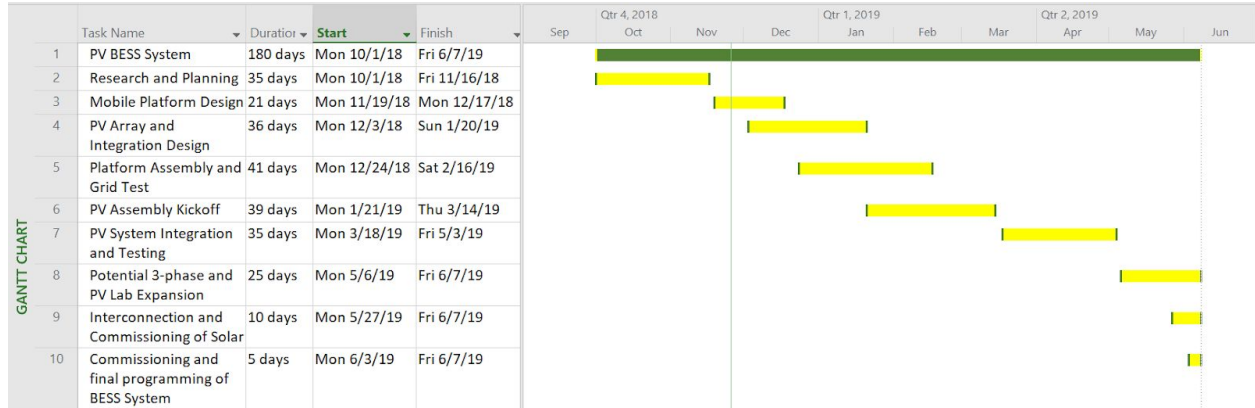 Qtr 4, 2018 Qtr 1, 2019 Qtr 2, 2019
Task Name Duration Start Finish Sep Oct Nov Dec Jan Feb Mar Apr May Jun
1 PV BESS System 180 days Mon 10/1/18 Fri 6/7/19
2 Research and Planning 35 days Mon 10/1/18 Fri 11/16/18
3 Mobile Platform Design 21 days Mon 11/19/18 Mon 12/17/18
4 PV Array and 36 days Mon 12/3/18 Sun 1/20/19
Integration Design
5 Platform Assembly and 41 days Mon 12/24/18 Sat 2/16/19
Grid Test
6 PV Assembly Kickoff 39 days Mon 1/21/19 Thu 3/14/19
7 PV System Integration 35 days Mon 3/18/19 Fri 5/3/19
and Testing
8 Potential 3-phase and 25 days Mon 5/6/19 Fri 6/7/19
PV Lab Expansion
9 Interconnection and 10 days Mon 5/27/19 Fri 6/7/19
Commissioning of Solar
10 Commissioning and 5 days Mon 6/3/19 Fri 6/7/19
final programming of
BESS System
GANTT CHART